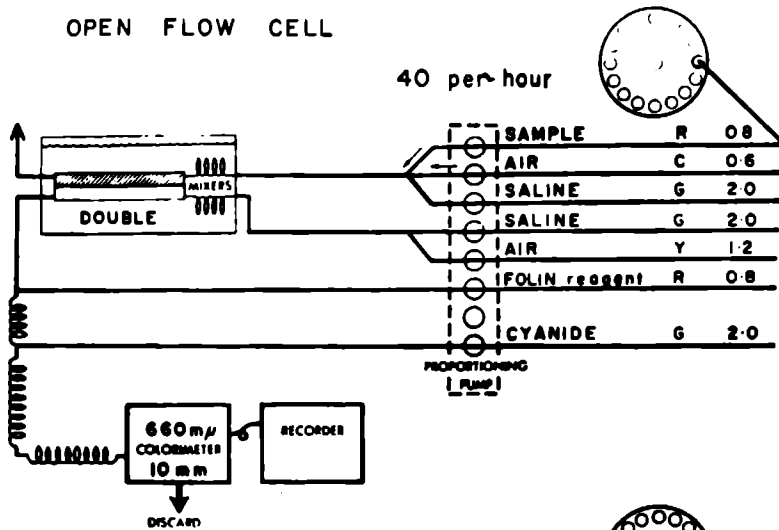 OPEN FLOW CELL
40 per hour
SAMPLE R 0.8
AIR C 0.6
SALINE G 2.0
SALINE G 2.0
AIR Y 1.2
FOLIN reagent R 0.8
CYANIDE G 2.0
PROPORTIONING
PUMP
MIXERS
DOUBLE
660 mµ
COLORIMETER
10 mm
RECORDER
DISCARD